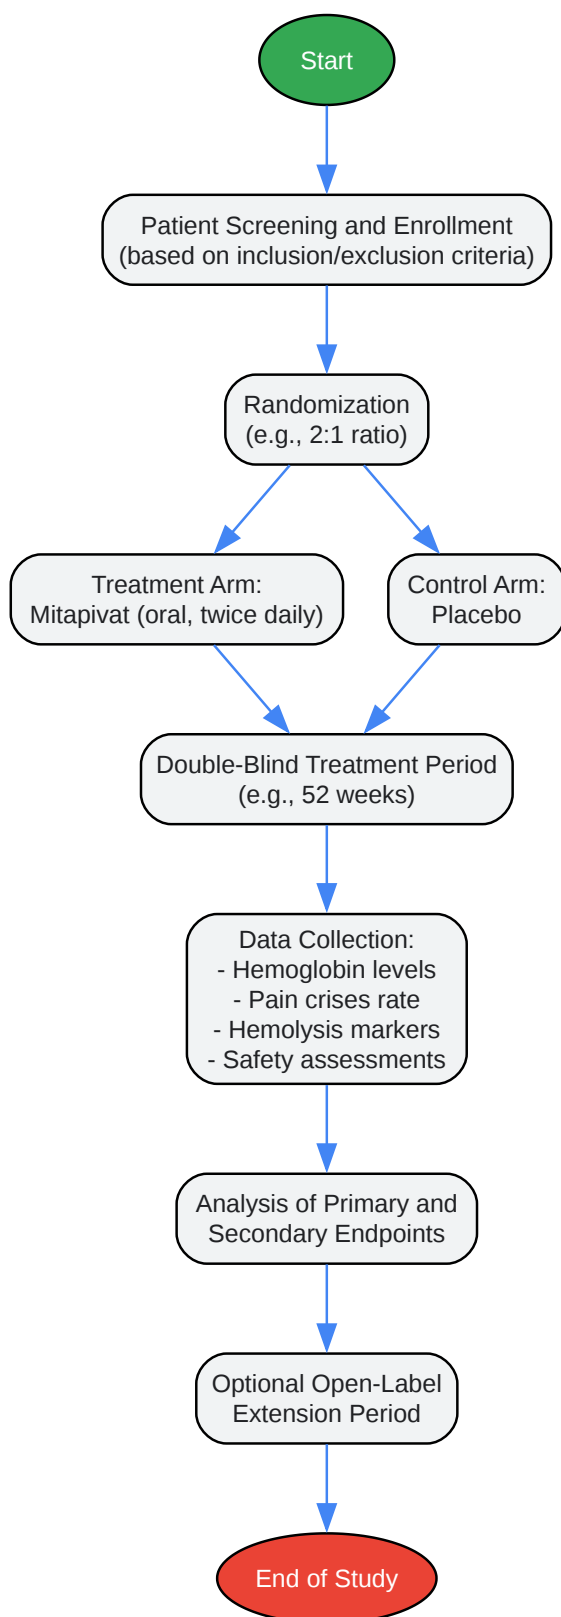 Start
Patient Screening and Enrollment
(based on inclusion/exclusion criteria)
Randomization
(e.g., 2:1 ratio)
Treatment Arm:
Mitapivat (oral, twice daily)
Control Arm:
Placebo
Double-Blind Treatment Period
(e.g., 52 weeks)
Data Collection:
- Hemoglobin levels
- Pain crises rate
- Hemolysis markers
- Safety assessments
Analysis of Primary and
Secondary Endpoints
Optional Open-Label
Extension Period
End of Study